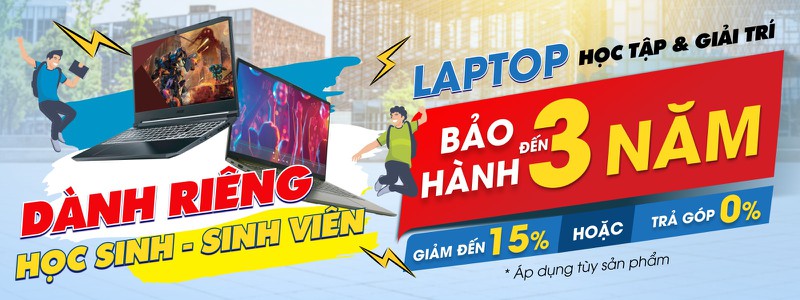 DÀNH RIÊNG
HỌC SINH - SINH VIÊN
LAPTOP HỌC TẬP & GIẢI TRÍ
BẢO HÀNH ĐẾN 3 NĂM
GIẢM ĐẾN 15% HOẶC TRẢ GÓP 0%
* Áp dụng tùy sản phẩm